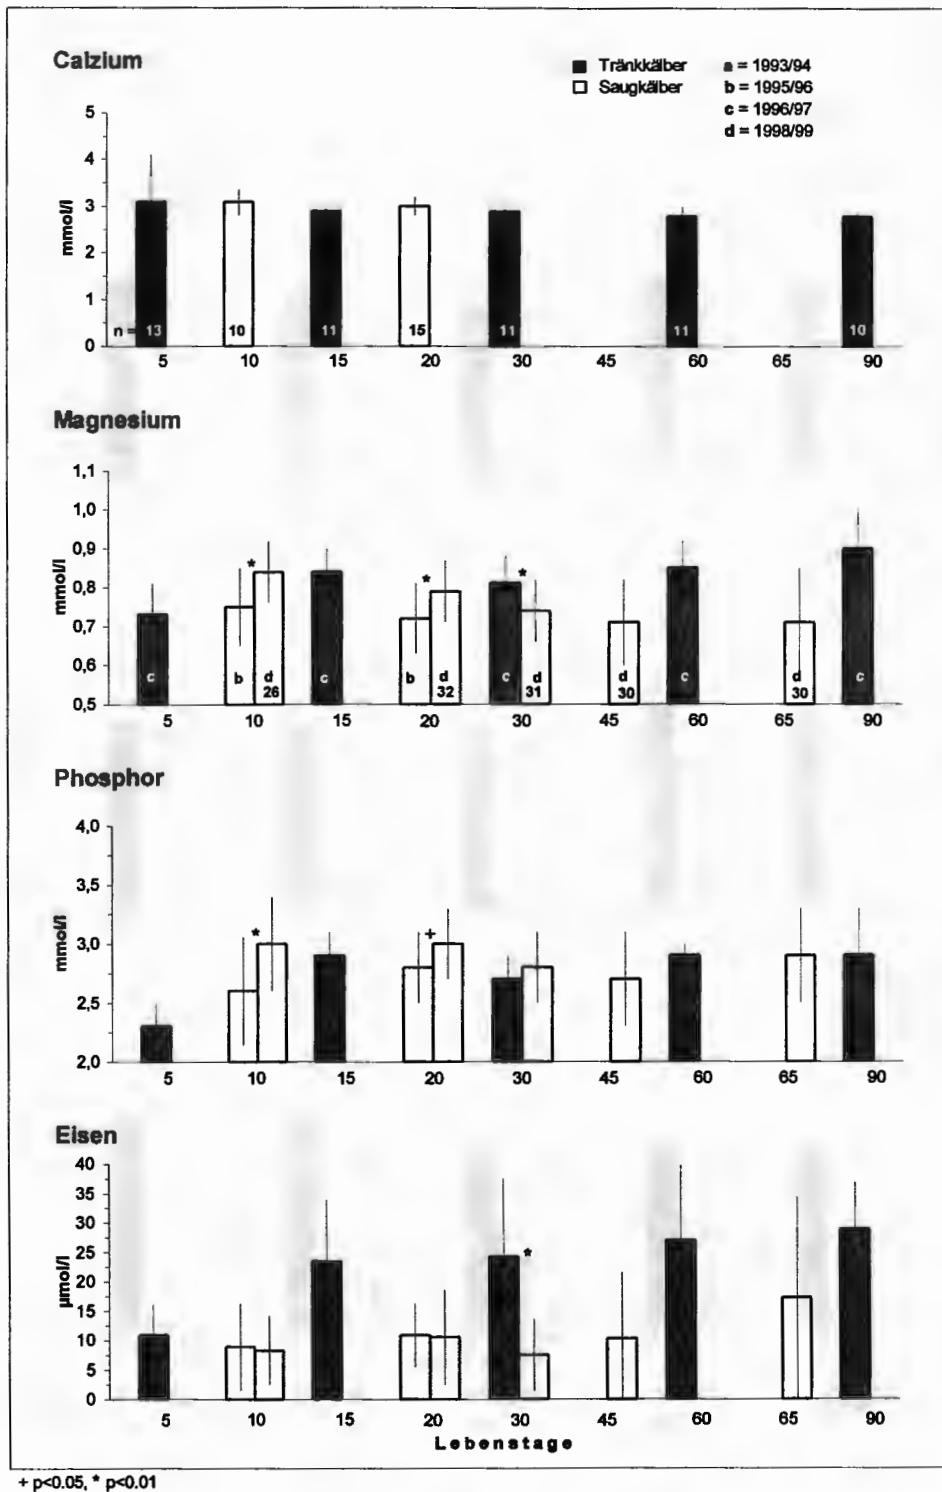 Calzium
■ Tränkkälber
□ Saugkälber
a = 1993/94
b = 1995/96
c = 1996/97
d = 1998/99
mmol/l
5
4
3
2
1
0
n = 13 10 11 15 11 11 10
5 10 15 20 30 45 60 65 90
Magnesium
mmol/l
1,1
1,0
0,9
0,8
0,7
0,6
0,5
* * *
c b d c b d c d d c d c
26 32 31 30 30
5 10 15 20 30 45 60 65 90
Phosphor
mmol/l
4,0
3,5
3,0
2,5
2,0
* +
5 10 15 20 30 45 60 65 90
Eisen
µmol/l
40
35
30
25
20
15
10
5
0
*
5 10 15 20 30 45 60 65 90
Lebenstage
+ p<0.05, * p<0.01